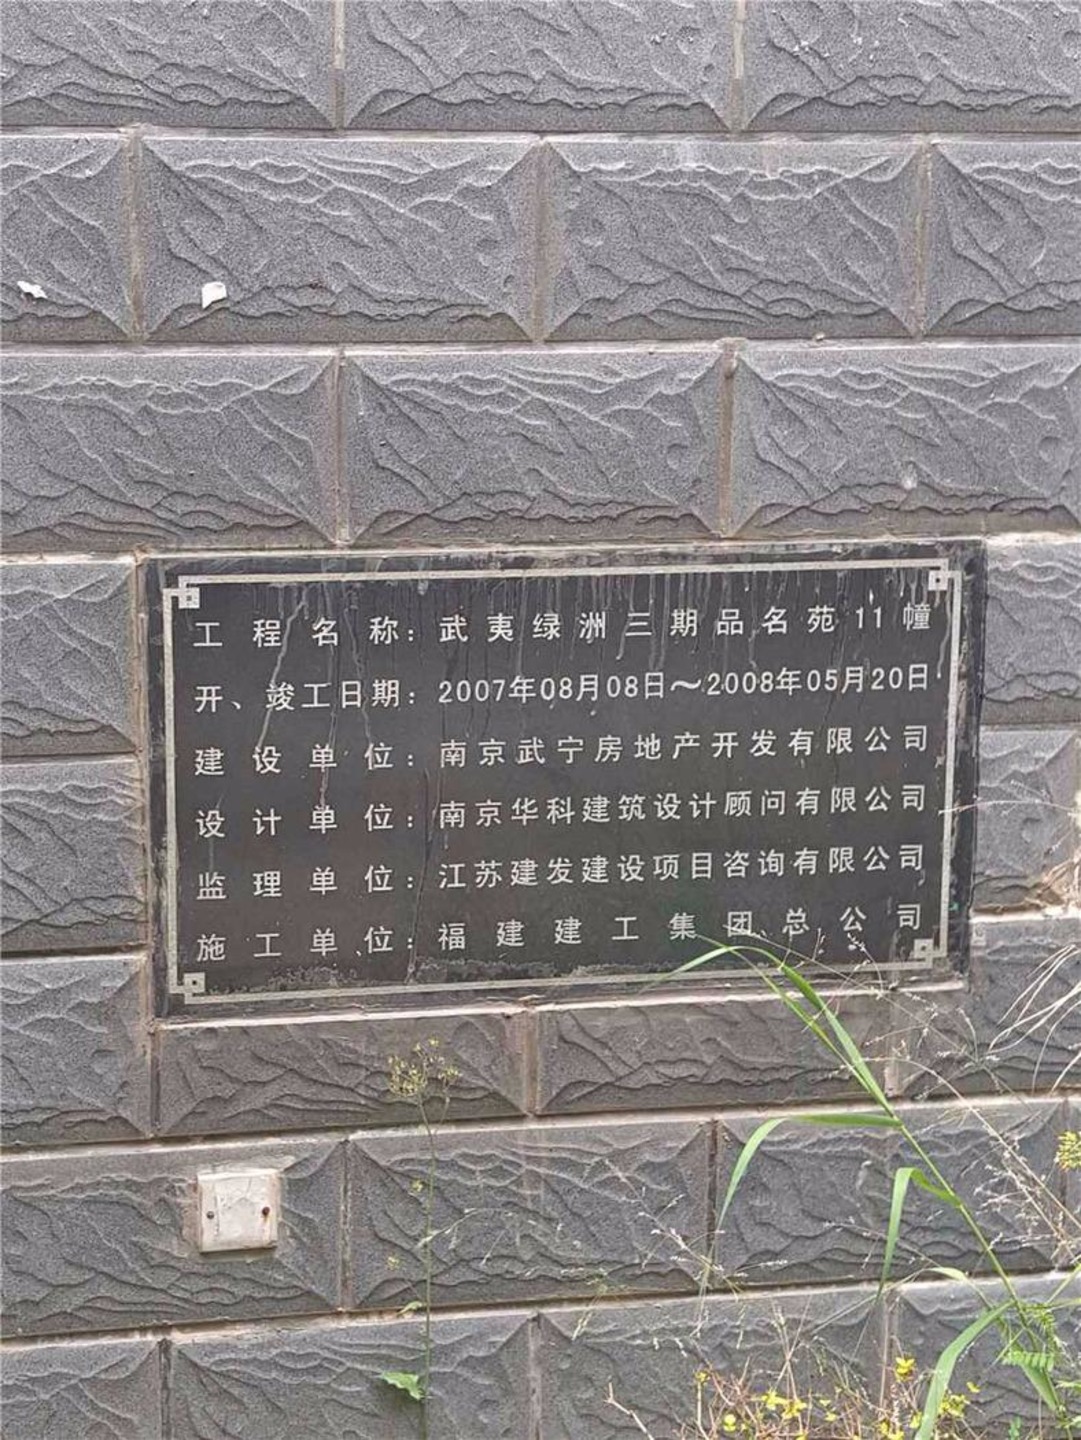 工程名称：武夷绿洲三期品名苑11幢
开、竣工日期：2007年08月08日～2008年05月20日
建设单位：南京武宁房地产开发有限公司
设计单位：南京华科建筑设计顾问有限公司
监理单位：江苏建发建设项目咨询有限公司
施工单位：福建建工集团总公司